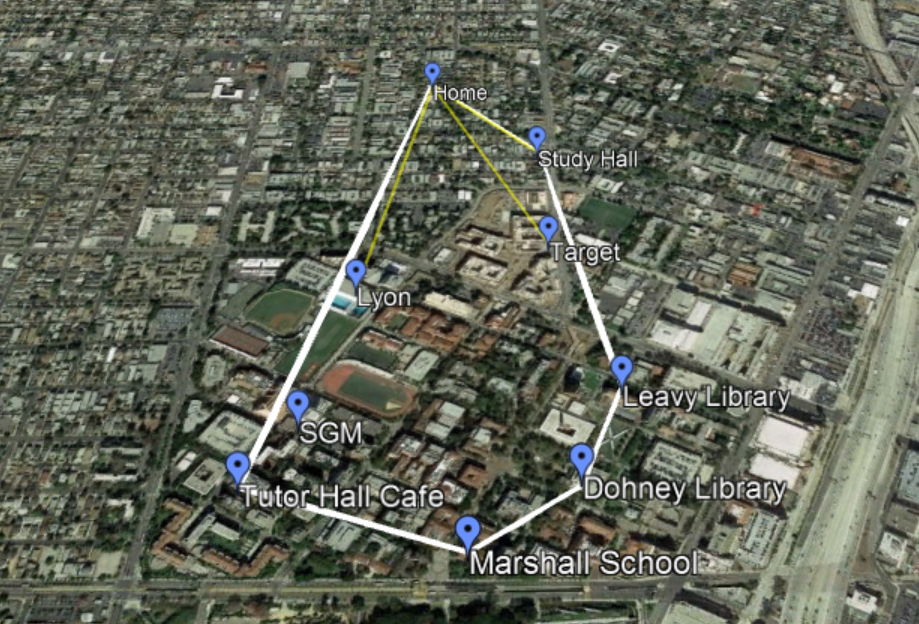 Home
Study Hall
Target
Lyon
Leavy Library
SGM
Dohney Library
Tutor Hall Cafe
Marshall School